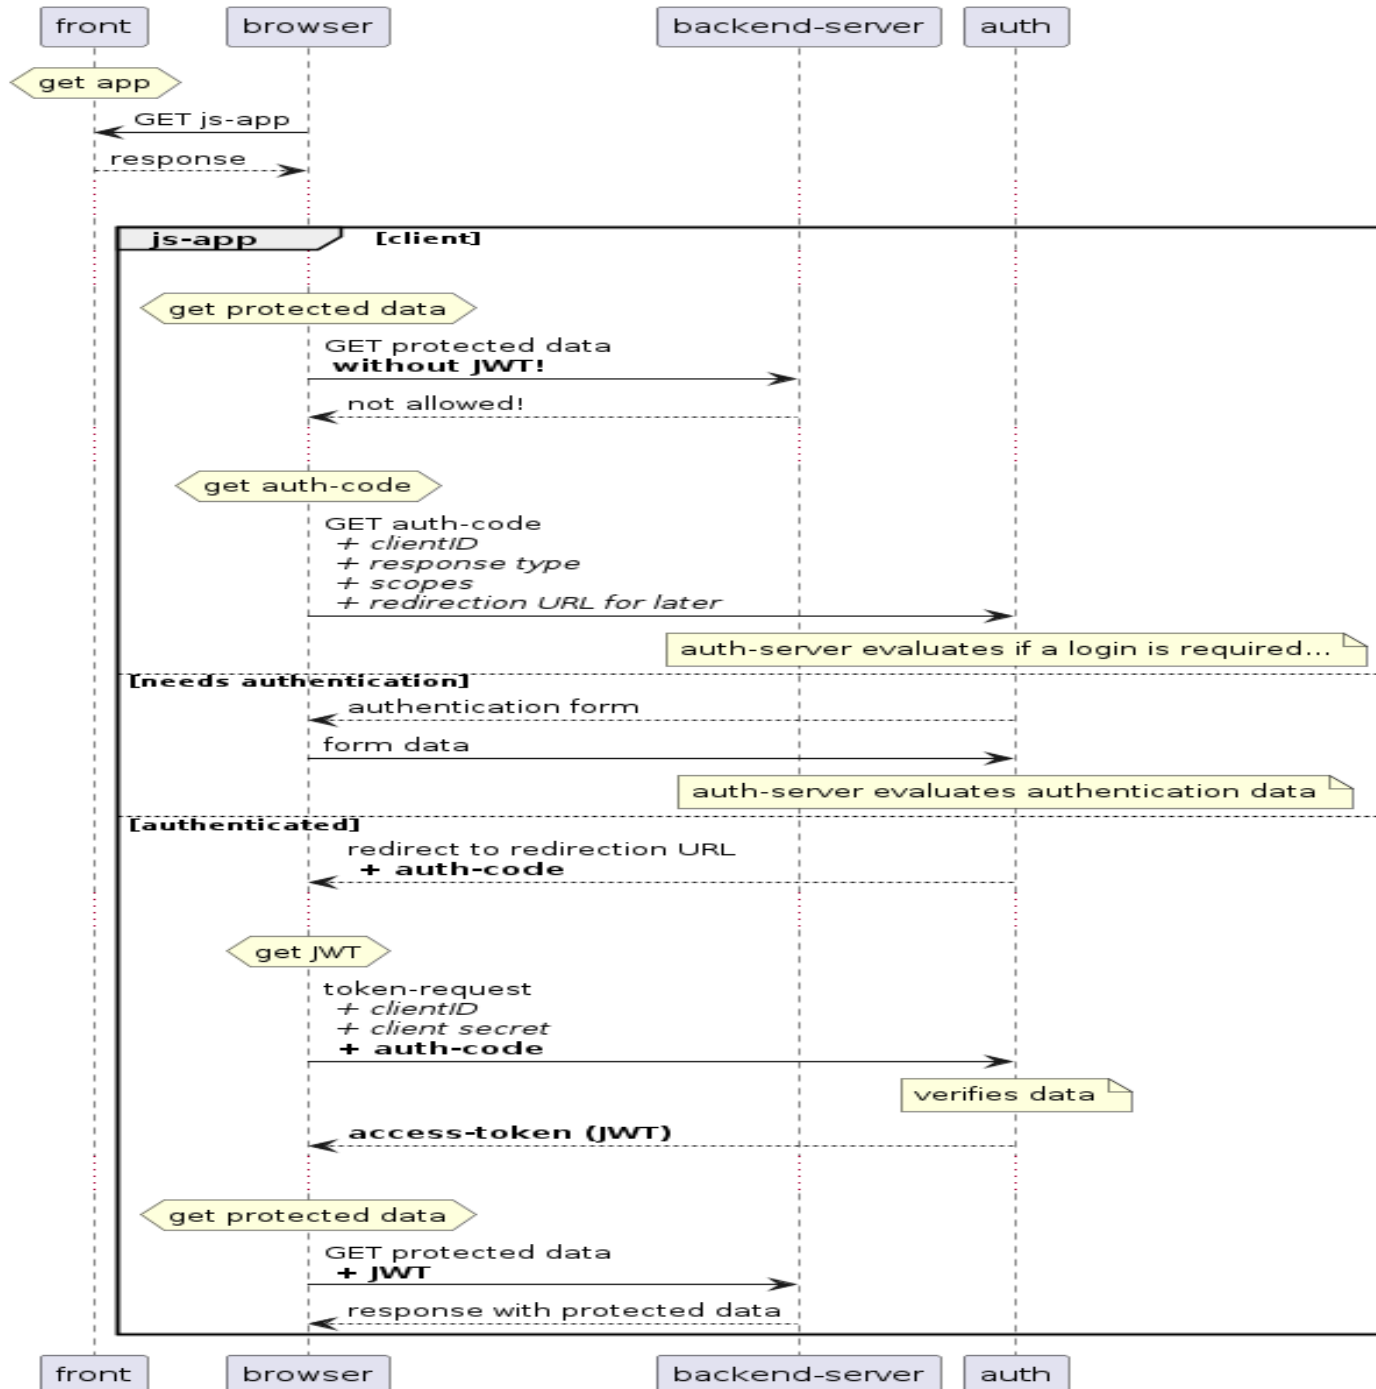 front browser backend-server auth
get app
GET js-app
response
js-app [client]
get protected data
GET protected data
without JWT!
not allowed!
get auth-code
GET auth-code
+ clientID
+ response type
+ scopes
+ redirection URL for later
auth-server evaluates if a login is required...
[needs authentication]
authentication form
form data
auth-server evaluates authentication data
[authenticated]
redirect to redirection URL
+ auth-code
get JWT
token-request
+ clientID
+ client secret
+ auth-code
verifies data
access-token (JWT)
get protected data
GET protected data
+ JWT
response with protected data
front browser backend-server auth